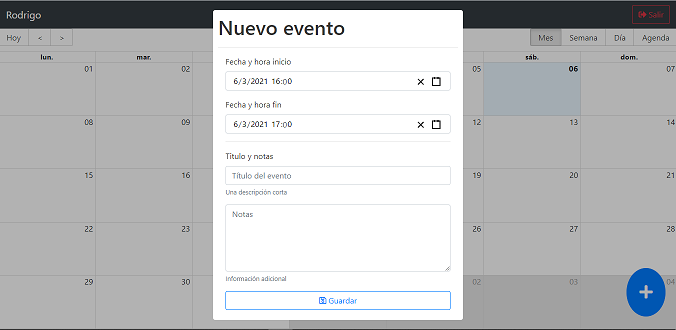 Rodrigo
Salir
Hoy < >
Mes Semana Día Agenda
Nuevo evento
Fecha y hora inicio
6/3/2021 16:00
Fecha y hora fin
6/3/2021 17:00
Titulo y notas
Título del evento
Una descripción corta
Notas
Información adicional
Guardar
lun. mar. sáb. dom.
01 02 05 06 07
08 09 12 13 14
15 16 19 20 21
22 23 26 27 28
29 30 02 03 04
+